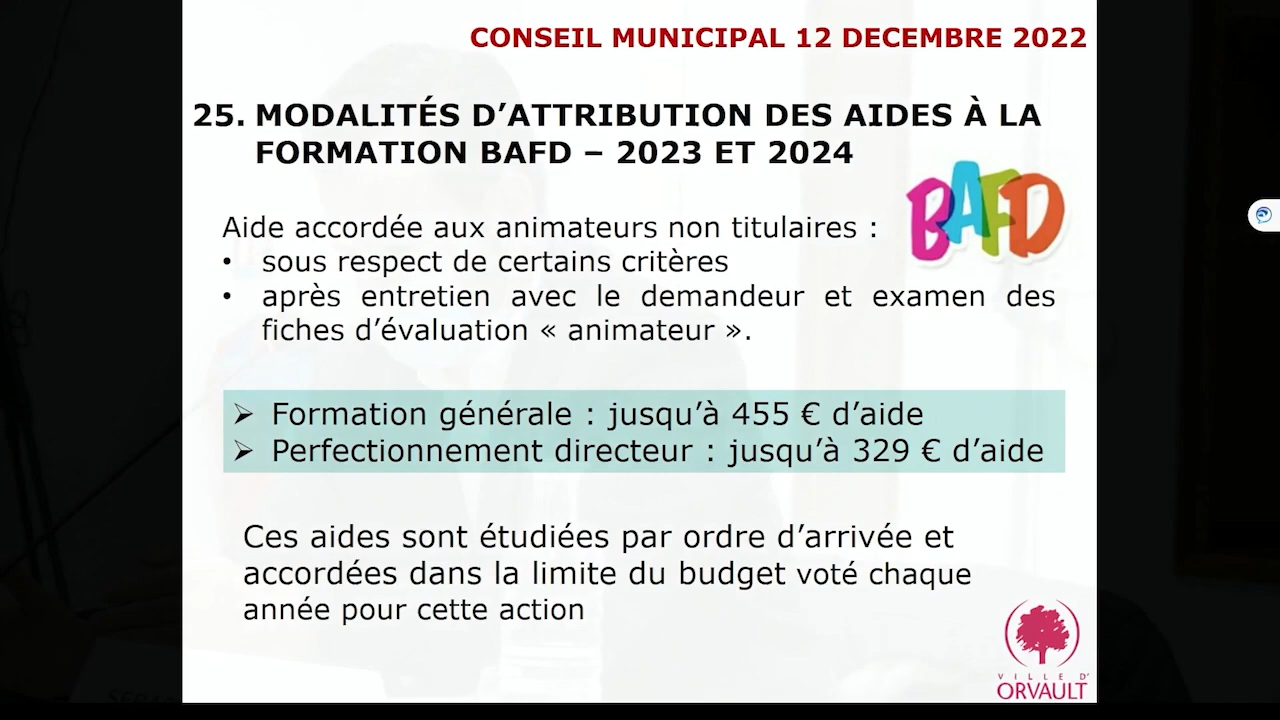 CONSEIL MUNICIPAL 12 DECEMBRE 2022
25. MODALITÉS D’ATTRIBUTION DES AIDES À LA
FORMATION BAFD – 2023 ET 2024
BAFD
Aide accordée aux animateurs non titulaires :
• sous respect de certains critères
• après entretien avec le demandeur et examen des
fiches d’évaluation « animateur ».
➢ Formation générale : jusqu’à 455 € d’aide
➢ Perfectionnement directeur : jusqu’à 329 € d’aide
Ces aides sont étudiées par ordre d’arrivée et
accordées dans la limite du budget voté chaque
année pour cette action
VILLE D'
ORVAULT